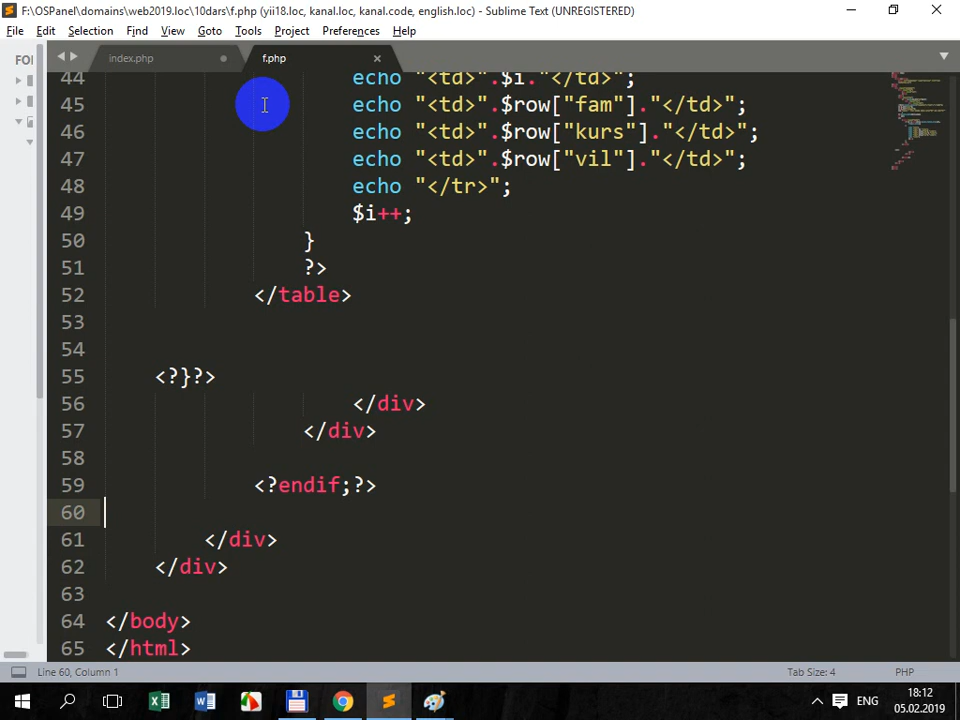 F:\OSPanel\domains\web2019.loc\10dars\f.php (yii18.loc, kanal.loc, kanal.code, english.loc) - Sublime Text (UNREGISTERED)
File Edit Selection Find View Goto Tools Project Preferences Help
FOI
index.php
f.php
44 echo "<td>".$i."</td>";
45 echo "<td>".$row["fam"]."</td>";
46 echo "<td>".$row["kurs"]."</td>";
47 echo "<td>".$row["vil"]."</td>";
48 echo "</tr>";
49 $i++;
50 }
51 ?>
52 </table>
53
54
55 <?}?>
56 </div>
57 </div>
58
59 <?endif;?>
60
61 </div>
62 </div>
63
64 </body>
65 </html>
Line 60, Column 1
Tab Size: 4
PHP
ENG
18:12
05.02.2019